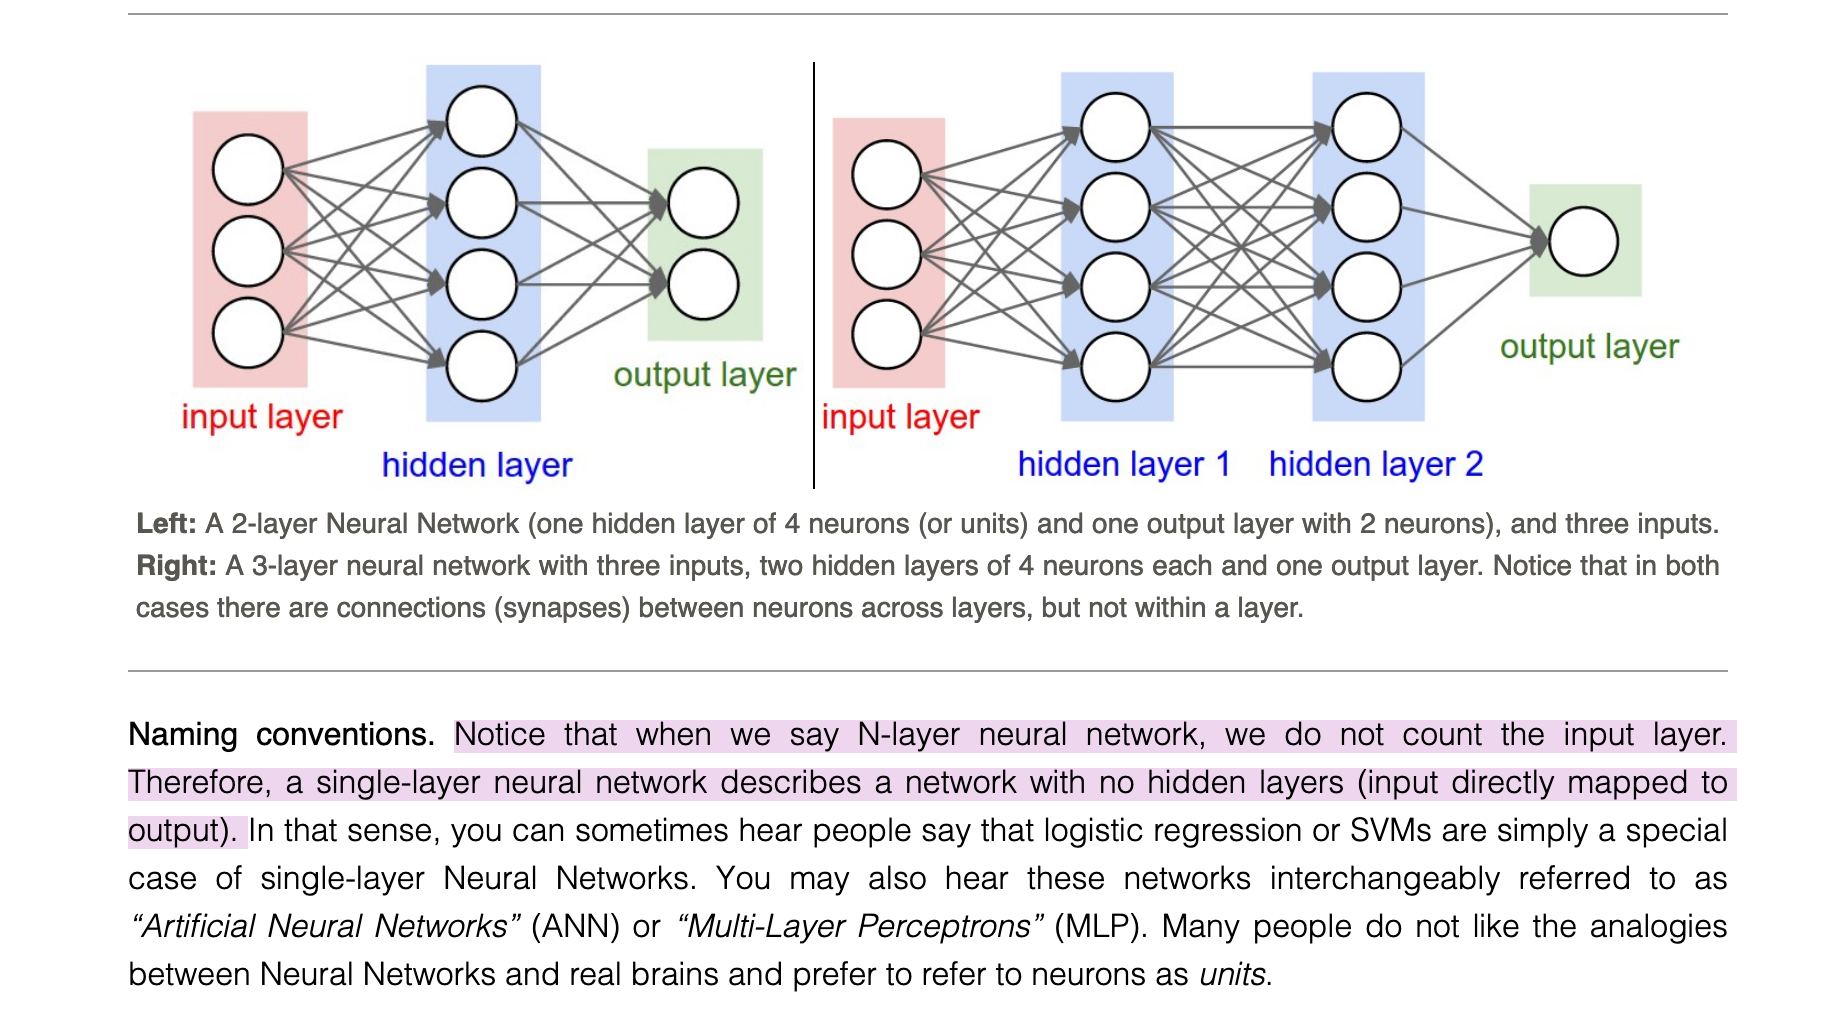 input layer
hidden layer
output layer
input layer
hidden layer 1
hidden layer 2
output layer
Left: A 2-layer Neural Network (one hidden layer of 4 neurons (or units) and one output layer with 2 neurons), and three inputs.
Right: A 3-layer neural network with three inputs, two hidden layers of 4 neurons each and one output layer. Notice that in both
cases there are connections (synapses) between neurons across layers, but not within a layer.
Naming conventions. Notice that when we say N-layer neural network, we do not count the input layer.
Therefore, a single-layer neural network describes a network with no hidden layers (input directly mapped to
output). In that sense, you can sometimes hear people say that logistic regression or SVMs are simply a special
case of single-layer Neural Networks. You may also hear these networks interchangeably referred to as
“Artificial Neural Networks” (ANN) or “Multi-Layer Perceptrons” (MLP). Many people do not like the analogies
between Neural Networks and real brains and prefer to refer to neurons as units.